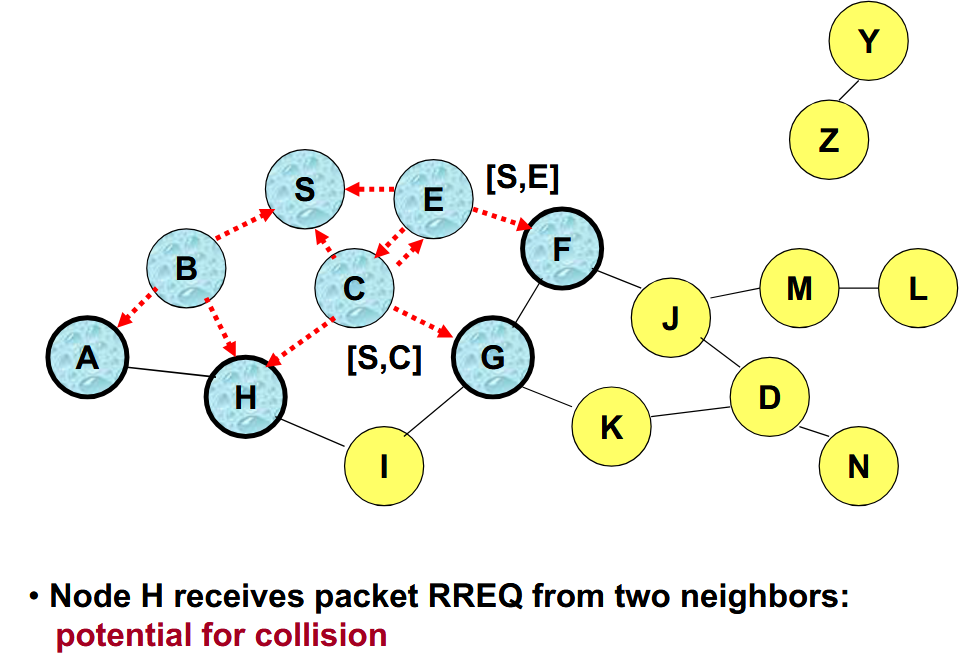 Y
Z
S
E
[S,E]
B
C
F
M
L
J
A
[S,C]
G
H
K
D
I
N
• Node H receives packet RREQ from two neighbors:
potential for collision